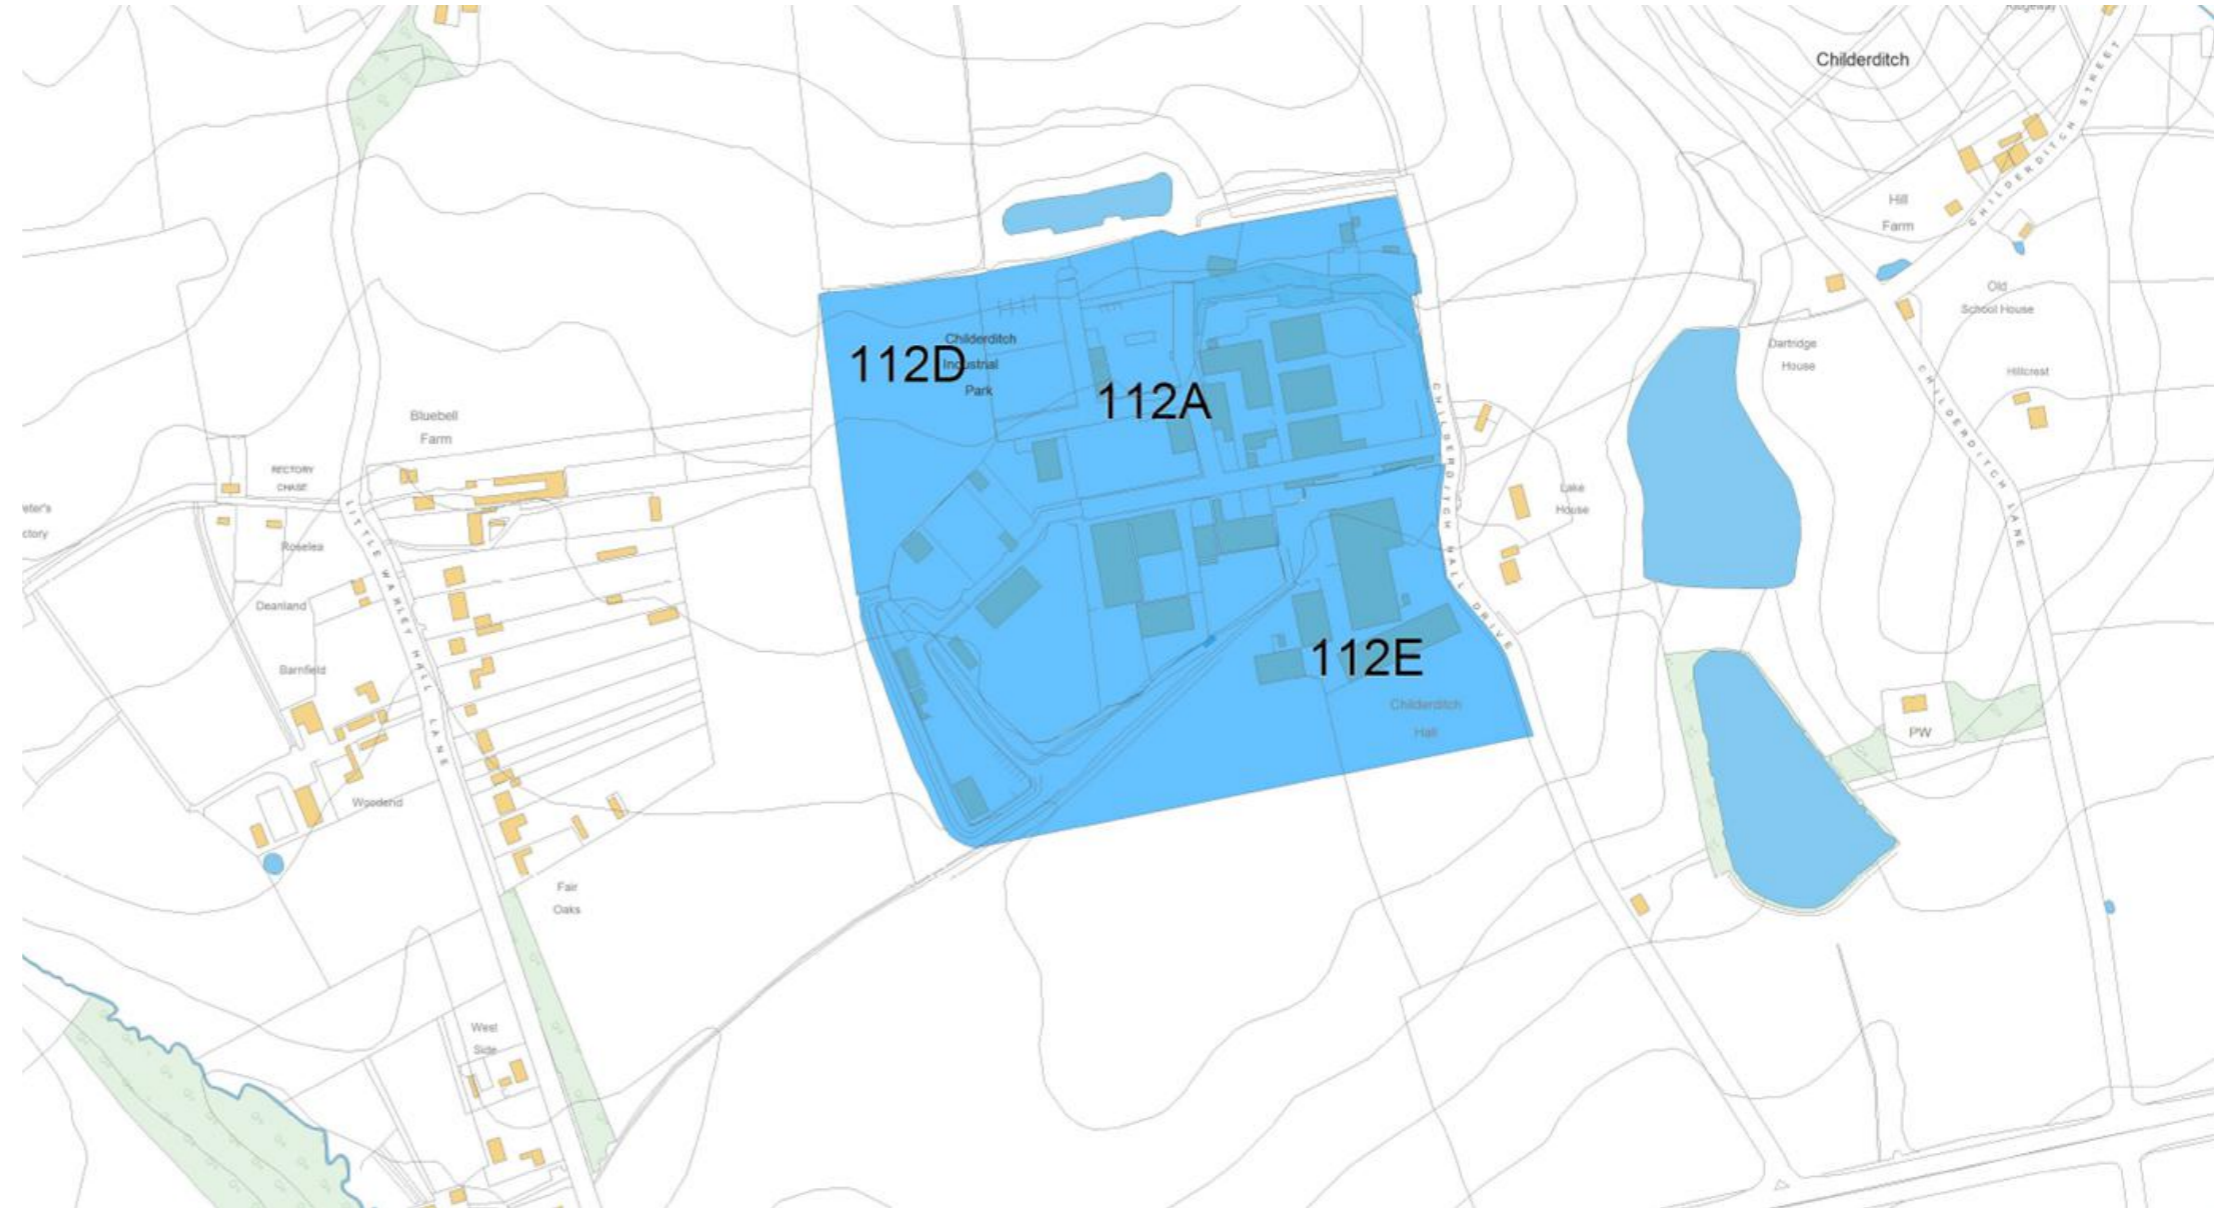 Ridgeway
Childerditch
CHILDERDITCH STREET
Hill
Farm
Old
School House
Childerditch
Industrial
Park
112D
112A
Dartridge
House
Hillcrest
CHILDERDITCH LANE
CHILDERDITCH HALL DRIVE
Bluebell
Farm
RECTORY
CHASE
Lake
House
LITTLE WARLEY HALL LANE
Roselea
Deanland
Barnfield
112E
Childerditch
Hall
PW
Woodend
Fair
Oaks
West
Side